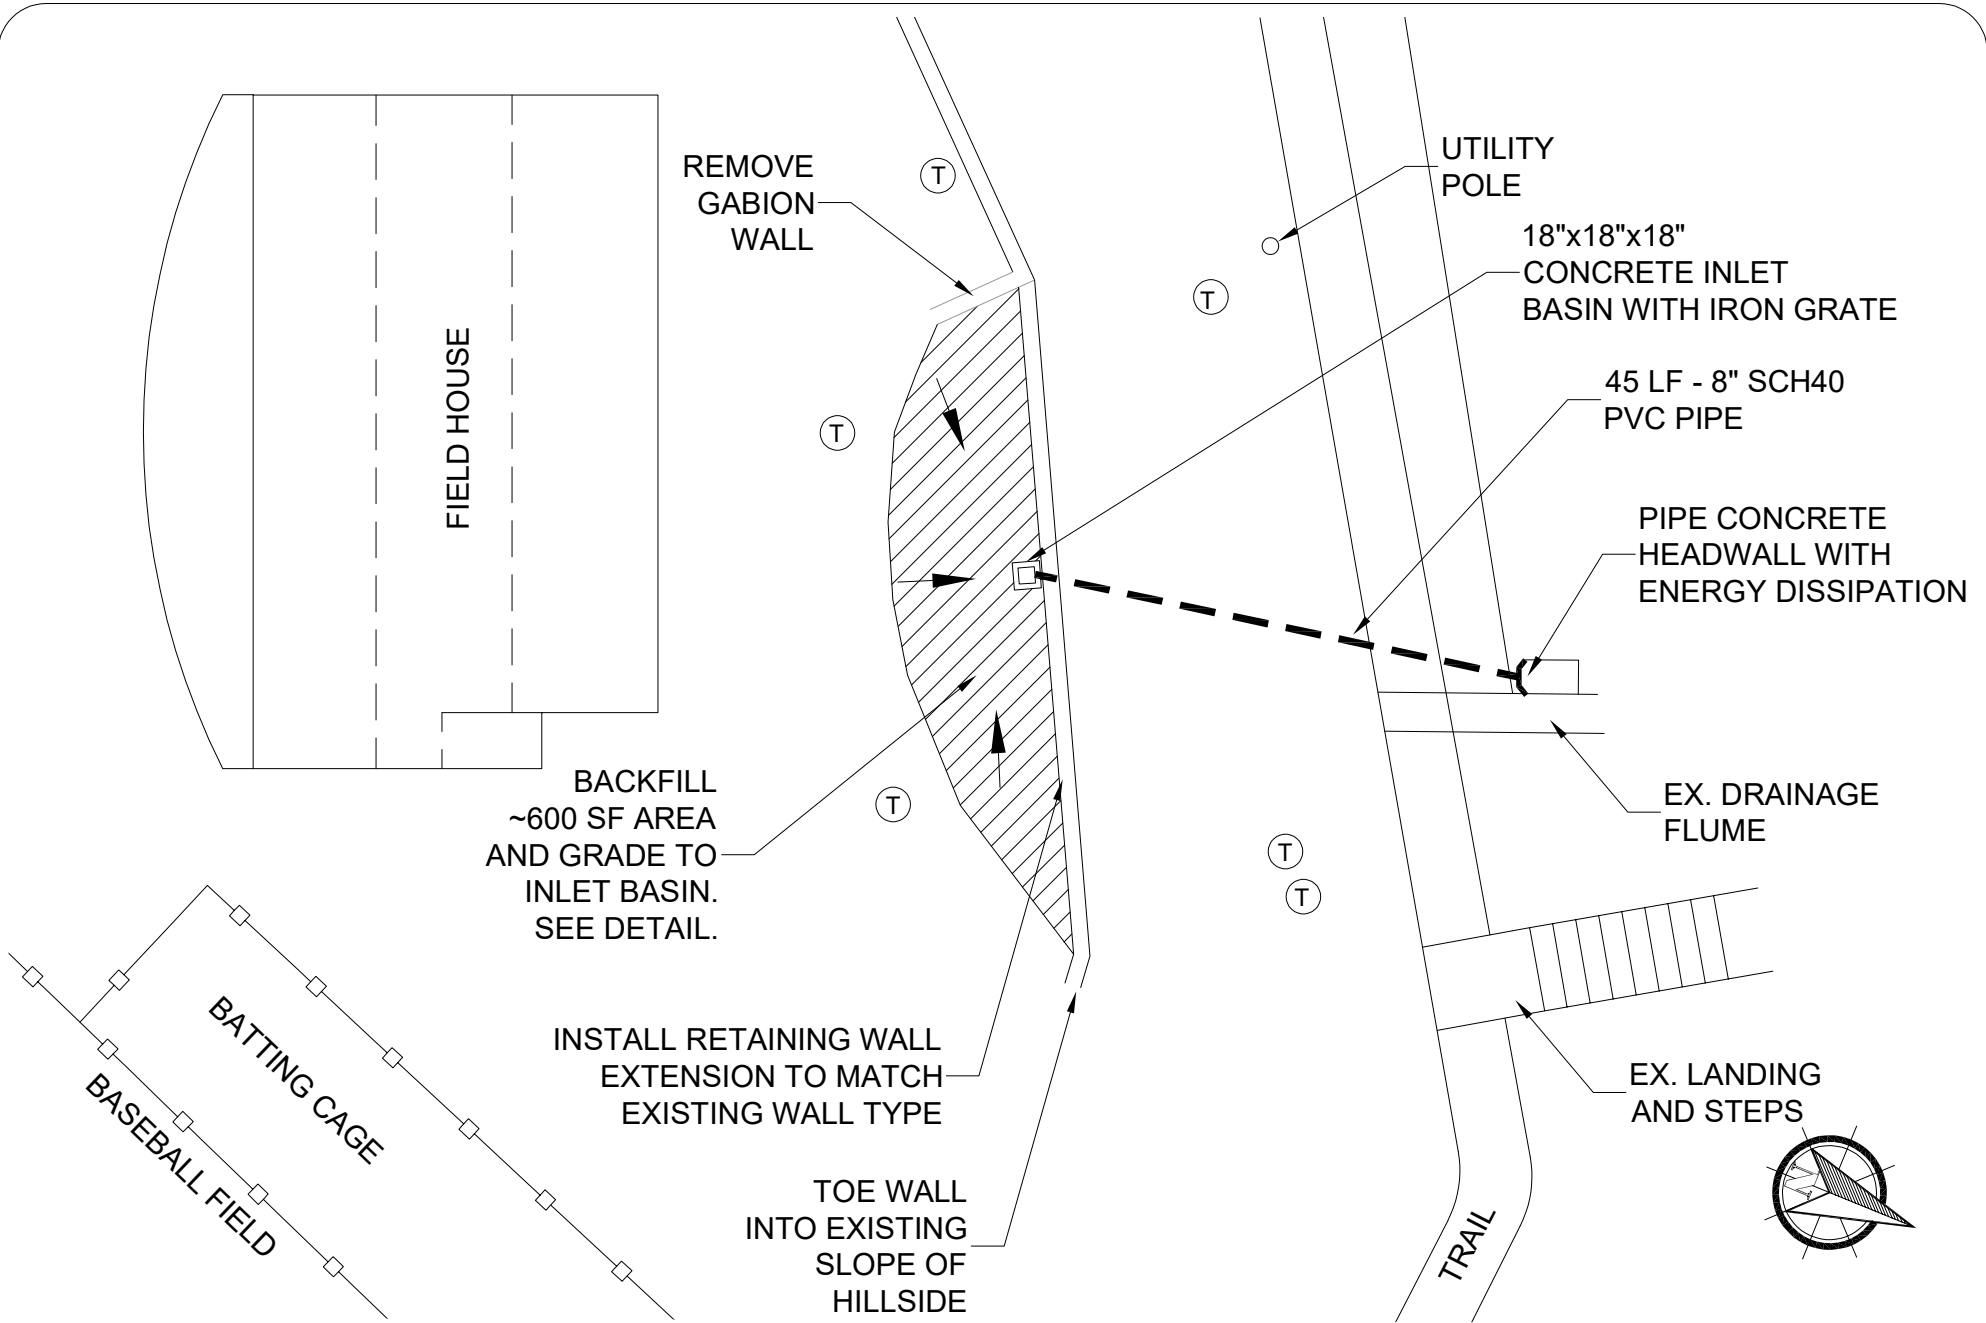 REMOVE
GABION
WALL
T
UTILITY
POLE
18"x18"x18"
CONCRETE INLET
BASIN WITH IRON GRATE
T
FIELD HOUSE
T
45 LF - 8" SCH40
PVC PIPE
PIPE CONCRETE
HEADWALL WITH
ENERGY DISSIPATION
BACKFILL
~600 SF AREA
AND GRADE TO
INLET BASIN.
SEE DETAIL.
T
EX. DRAINAGE
FLUME
T
T
BATTING CAGE
BASEBALL FIELD
INSTALL RETAINING WALL
EXTENSION TO MATCH
EXISTING WALL TYPE
EX. LANDING
AND STEPS
TOE WALL
INTO EXISTING
SLOPE OF
HILLSIDE
TRAIL
N